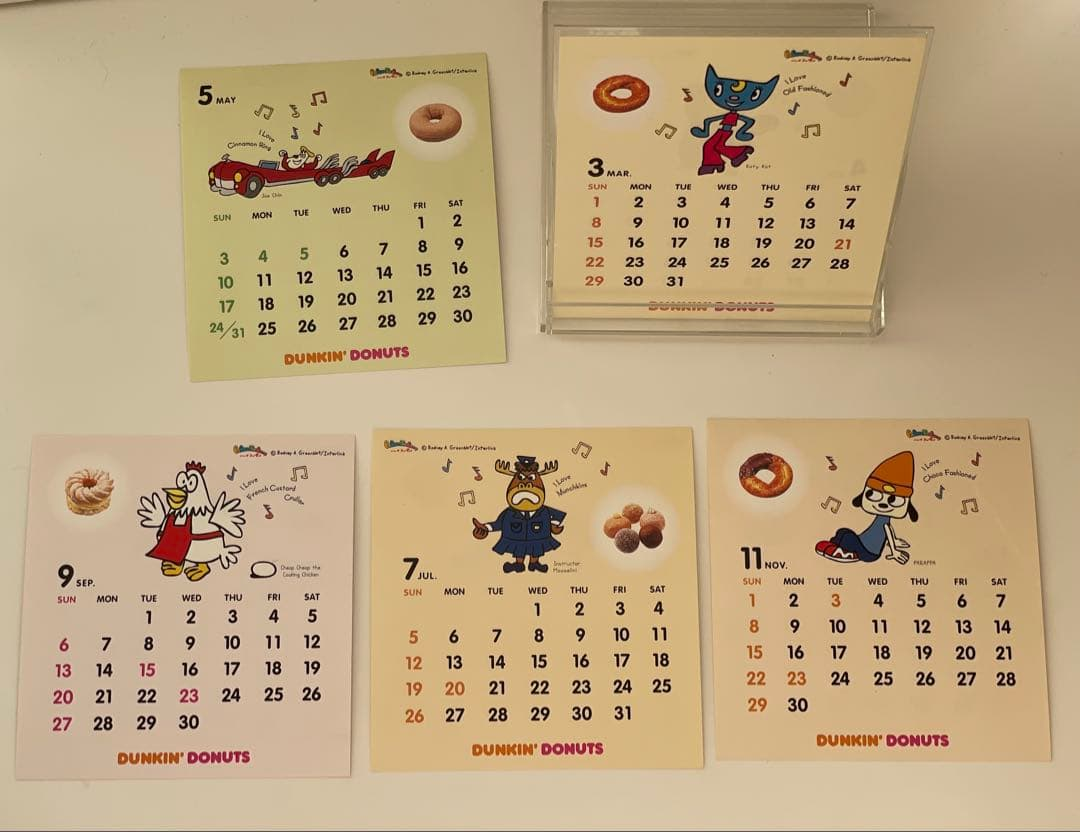 © Rodney A. Greenblat/Interlink
5 MAY
I Love
Cinnamon Ring
Joe Chin
SUN MON TUE WED THU FRI SAT
1 2
3 4 5 6 7 8 9
10 11 12 13 14 15 16
17 18 19 20 21 22 23
24/31 25 26 27 28 29 30
DUNKIN' DONUTS
© Rodney A. Greenblat/Interlink
I Love
Old Fashioned
Katy Kat
3 MAR.
SUN MON TUE WED THU FRI SAT
1 2 3 4 5 6 7
8 9 10 11 12 13 14
15 16 17 18 19 20 21
22 23 24 25 26 27 28
29 30 31
DUNKIN' DONUTS
© Rodney A. Greenblat/Interlink
I Love
French Custard
Cruller
Cheap Cheap the
Cooking Chicken
9 SEP.
SUN MON TUE WED THU FRI SAT
1 2 3 4 5
6 7 8 9 10 11 12
13 14 15 16 17 18 19
20 21 22 23 24 25 26
27 28 29 30
DUNKIN' DONUTS
© Rodney A. Greenblat/Interlink
I Love
Munchkins
Instructor
Mooselini
7 JUL.
SUN MON TUE WED THU FRI SAT
1 2 3 4
5 6 7 8 9 10 11
12 13 14 15 16 17 18
19 20 21 22 23 24 25
26 27 28 29 30 31
DUNKIN' DONUTS
© Rodney A. Greenblat/Interlink
I Love
Choco Fashioned
PARAPPA
11 NOV.
SUN MON TUE WED THU FRI SAT
1 2 3 4 5 6 7
8 9 10 11 12 13 14
15 16 17 18 19 20 21
22 23 24 25 26 27 28
29 30
DUNKIN' DONUTS